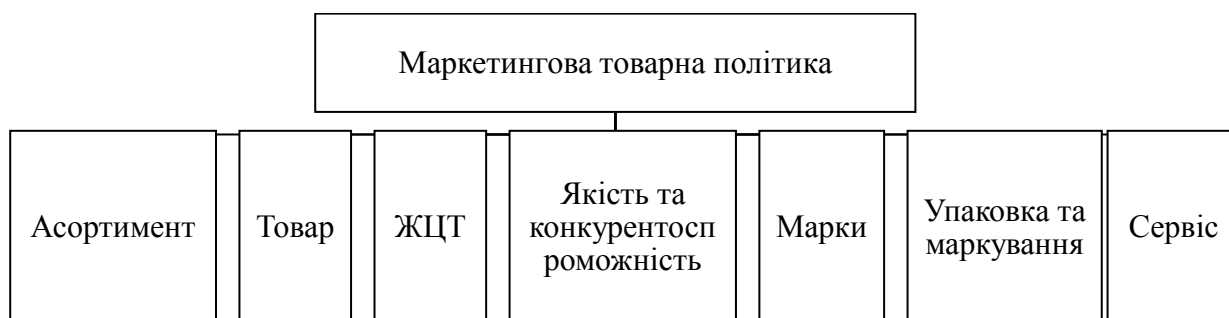 Маркетингова товарна політика
Асортимент
Товар
ЖЦТ
Якість та
конкурентосп
роможність
Марки
Упаковка та
маркування
Сервіс